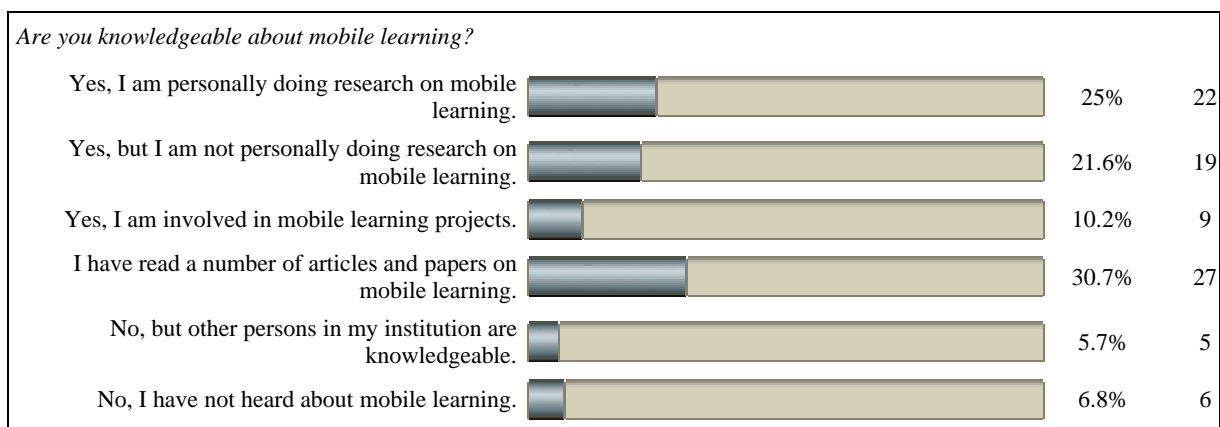 Are you knowledgeable about mobile learning?
Yes, I am personally doing research on mobile
learning.
25%
22
Yes, but I am not personally doing research on
mobile learning.
21.6%
19
Yes, I am involved in mobile learning projects.
10.2%
9
I have read a number of articles and papers on
mobile learning.
30.7%
27
No, but other persons in my institution are
knowledgeable.
5.7%
5
No, I have not heard about mobile learning.
6.8%
6